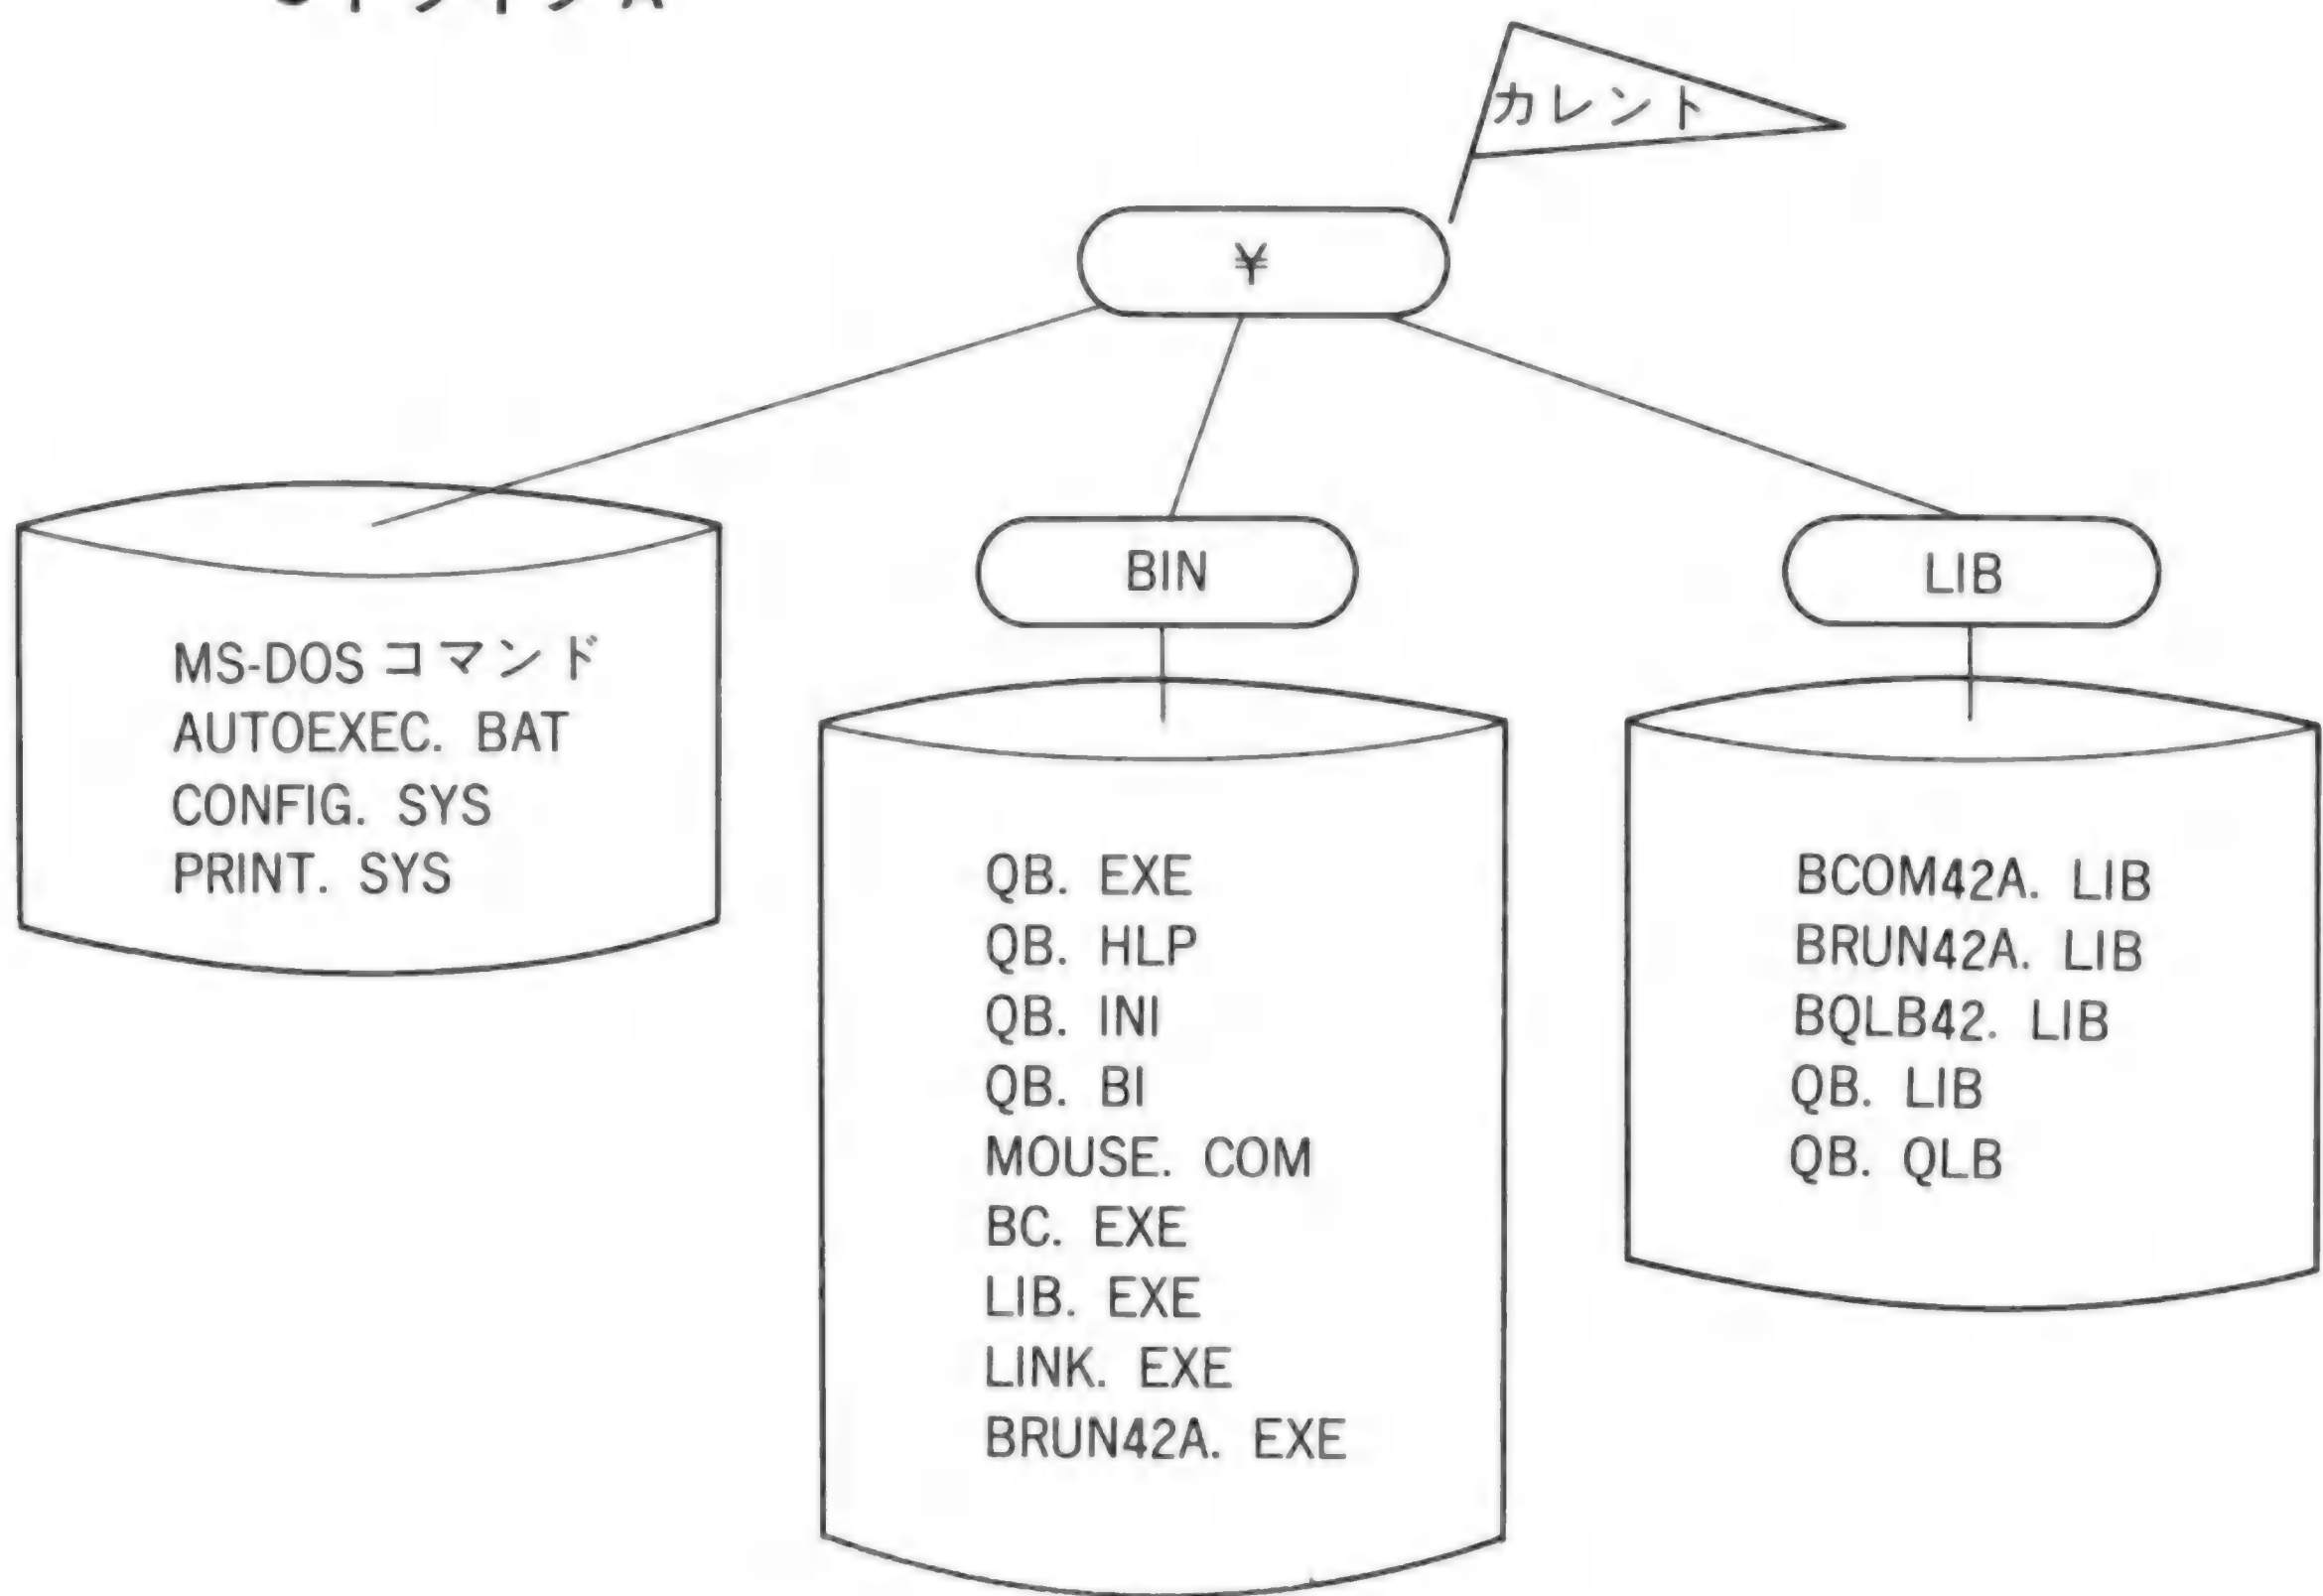 カレント
¥
BIN
LIB
MS-DOS コマンド
AUTOEXEC. BAT
CONFIG. SYS
PRINT. SYS
QB. EXE
QB. HLP
QB. INI
QB. BI
MOUSE. COM
BC. EXE
LIB. EXE
LINK. EXE
BRUN42A. EXE
BCOM42A. LIB
BRUN42A. LIB
BQLB42. LIB
QB. LIB
QB. QLB